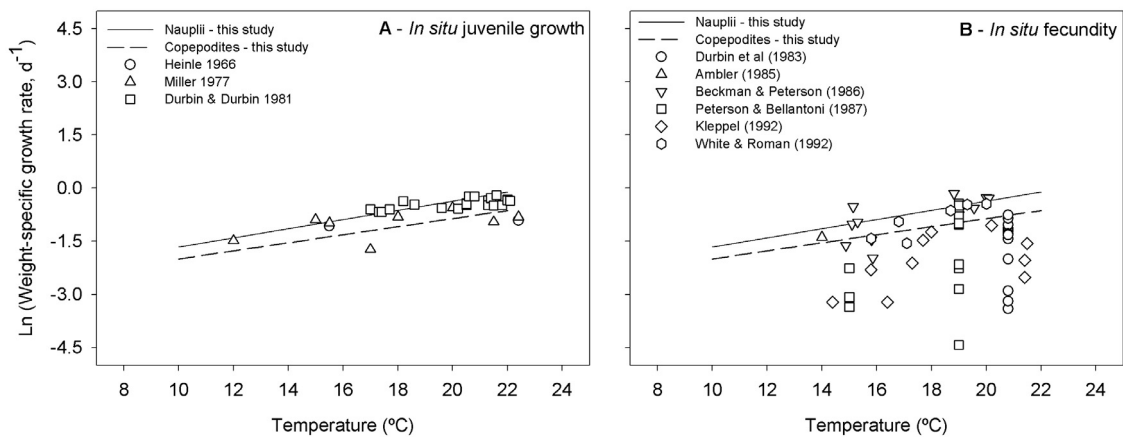 Ln (Weight-specific growth rate, d⁻¹)
4.5
3.0
1.5
0.0
-1.5
-3.0
-4.5
A - In situ juvenile growth
Nauplii - this study
Copepodites - this study
Heinle 1966
Miller 1977
Durbin & Durbin 1981
8 10 12 14 16 18 20 22 24
Temperature (ºC)
B - In situ fecundity
Nauplii - this study
Copepodites - this study
Durbin et al (1983)
Ambler (1985)
Beckman & Peterson (1986)
Peterson & Bellantoni (1987)
Kleppel (1992)
White & Roman (1992)
8 10 12 14 16 18 20 22 24
Temperature (ºC)